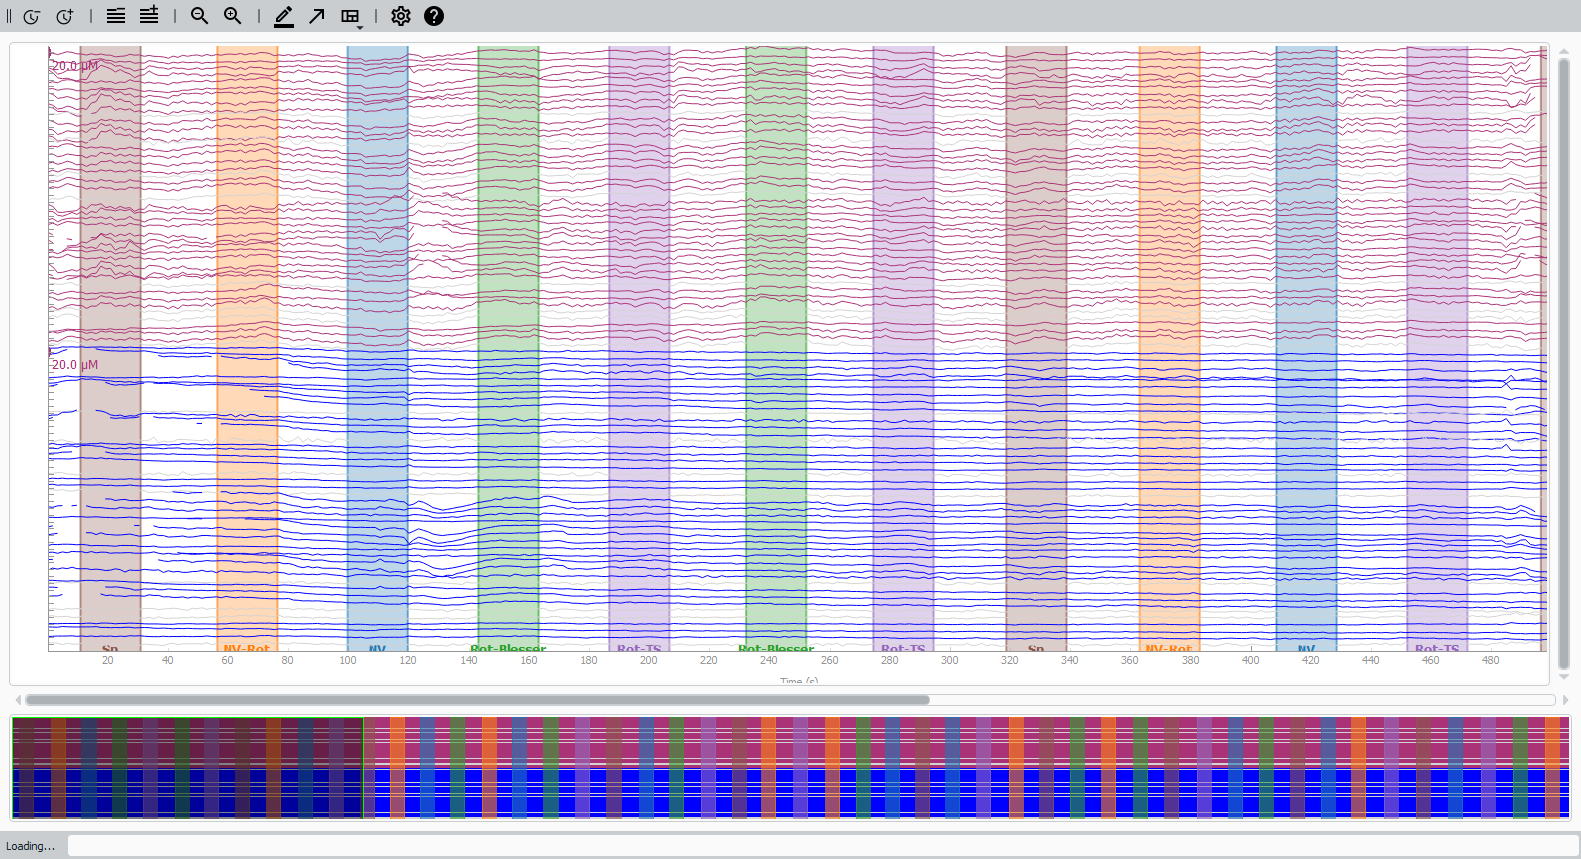 20.0 µM
20.0 µM
Sp NV-Rot NV Rot-Blesser Rot-TS Rot-Blesser Rot-TS Sp NV-Rot NV Rot-TS
20 40 60 80 100 120 140 160 180 200 220 240 260 280 300 320 340 360 380 400 420 440 460 480
Time (s)
Loading...